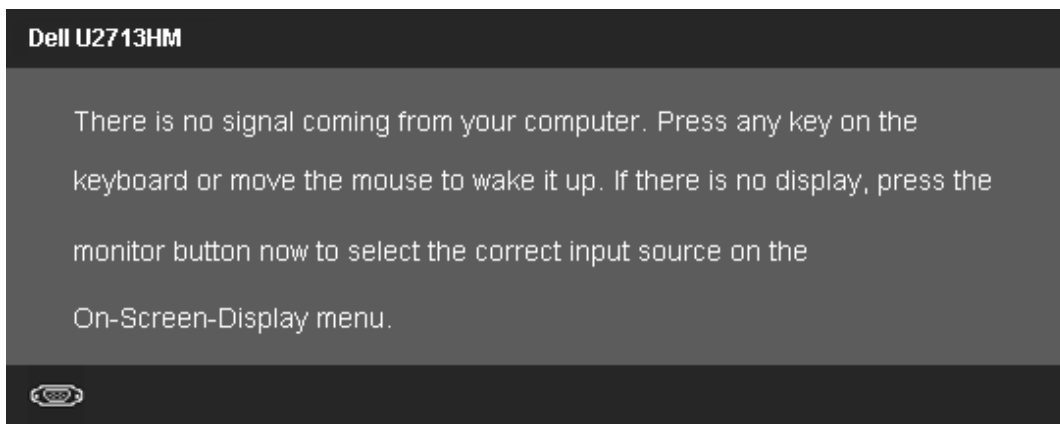 Dell U2713HM
There is no signal coming from your computer. Press any key on the
keyboard or move the mouse to wake it up. If there is no display, press the
monitor button now to select the correct input source on the
On-Screen-Display menu.